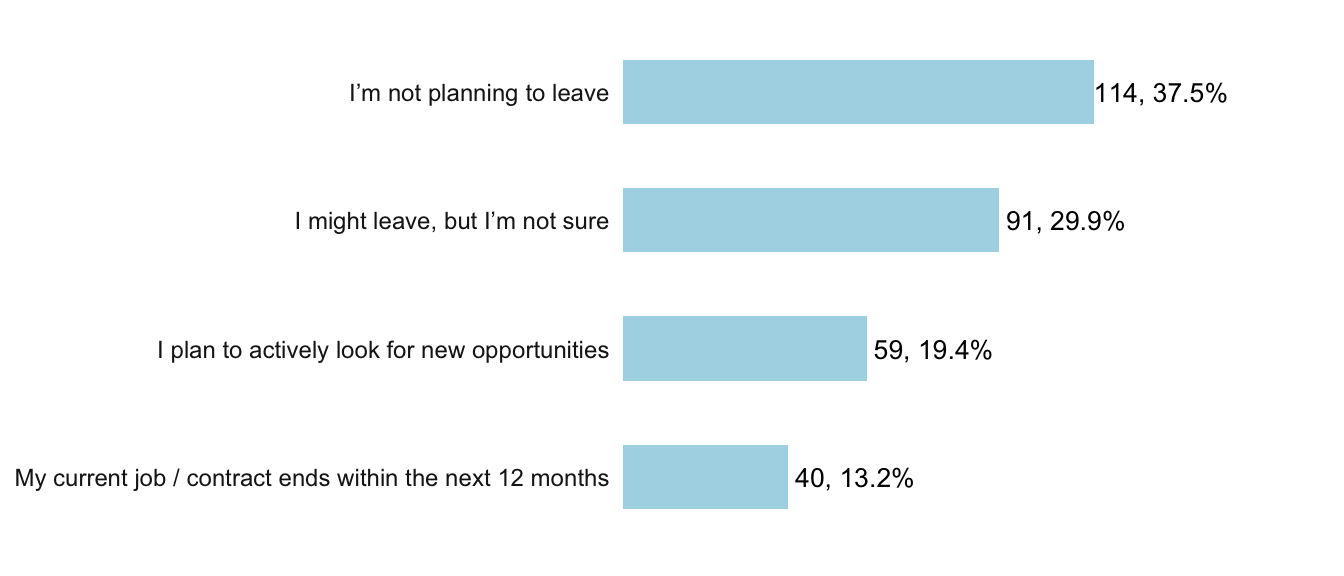 I’m not planning to leave 114, 37.5%
I might leave, but I’m not sure 91, 29.9%
I plan to actively look for new opportunities 59, 19.4%
My current job / contract ends within the next 12 months 40, 13.2%